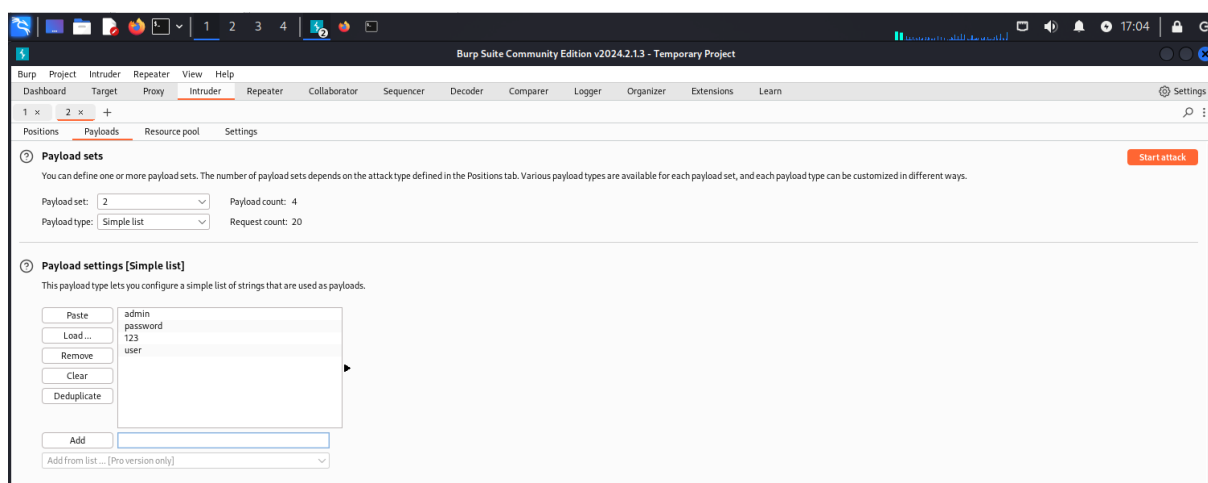 1 2 3 4 2 17:04
Burp Suite Community Edition v2024.2.1.3 - Temporary Project
Burp Project Intruder Repeater View Help
Dashboard Target Proxy Intruder Repeater Collaborator Sequencer Decoder Comparer Logger Organizer Extensions Learn Settings
1 × 2 × +
Positions Payloads Resource pool Settings
? Payload sets Start attack
You can define one or more payload sets. The number of payload sets depends on the attack type defined in the Positions tab. Various payload types are available for each payload set, and each payload type can be customized in different ways.
Payload set: 2 Payload count: 4
Payload type: Simple list Request count: 20
? Payload settings [Simple list]
This payload type lets you configure a simple list of strings that are used as payloads.
Paste admin
password
Load ... 123
Remove user
Clear
Deduplicate
Add
Add from list ... [Pro version only]